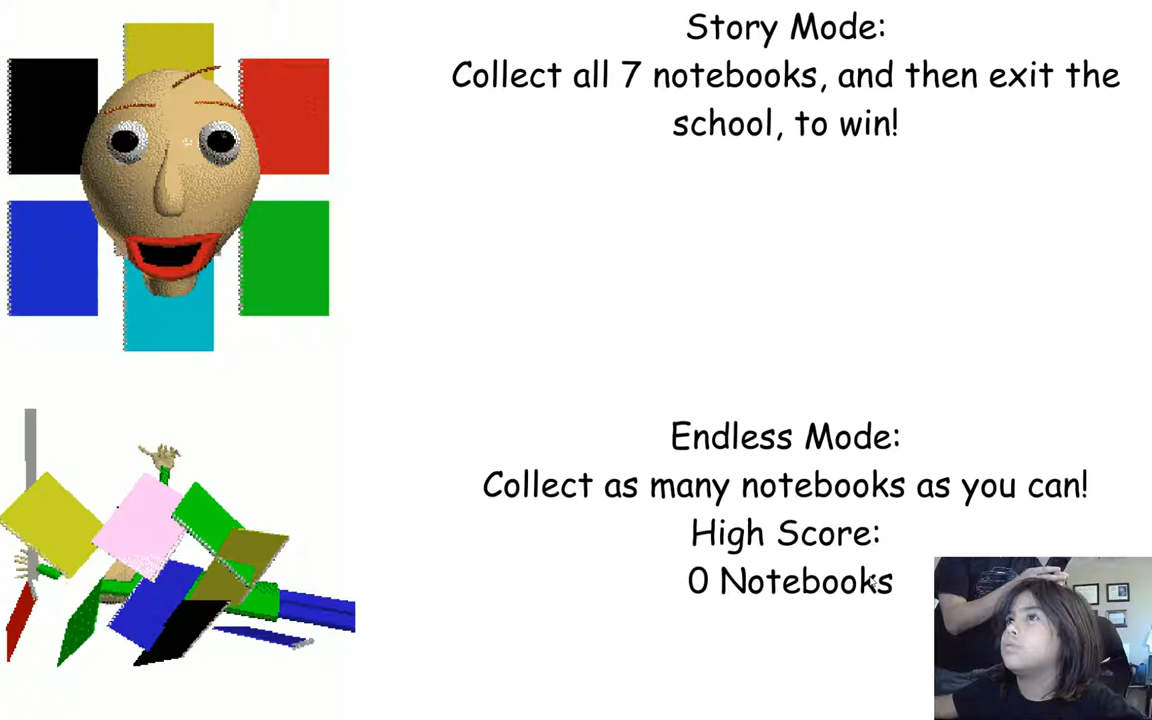 Story Mode:
Collect all 7 notebooks, and then exit the
school, to win!
Endless Mode:
Collect as many notebooks as you can!
High Score:
0 Notebooks